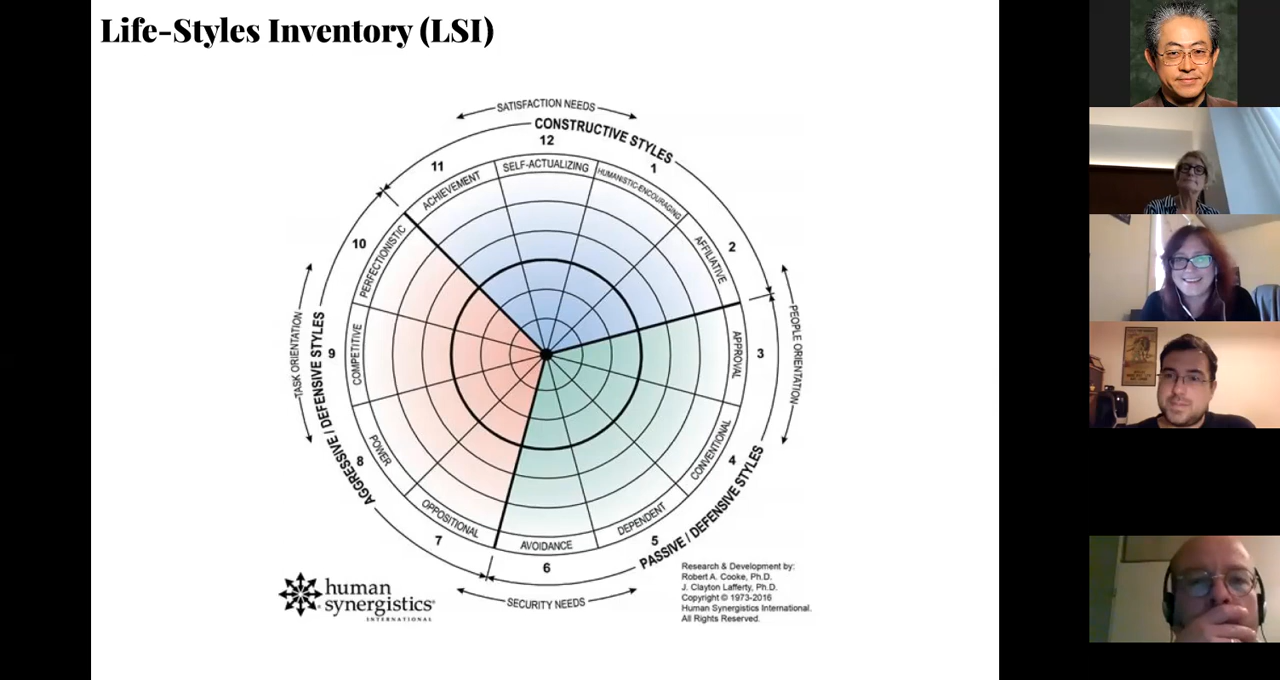 Life-Styles Inventory (LSI)
SATISFACTION NEEDS
CONSTRUCTIVE STYLES
12
11
1
SELF-ACTUALIZING
ACHIEVEMENT
HUMANISTIC-ENCOURAGING
10
2
PERFECTIONISTIC
AFFILIATIVE
TASK ORIENTATION
AGGRESSIVE / DEFENSIVE STYLES
9
COMPETITIVE
APPROVAL
3
PEOPLE ORIENTATION
8
POWER
CONVENTIONAL
4
PASSIVE / DEFENSIVE STYLES
OPPOSITIONAL
DEPENDENT
7
AVOIDANCE
5
6
SECURITY NEEDS
human
synergistics®
INTERNATIONAL
Research & Development by:
Robert A. Cooke, Ph.D.
J. Clayton Lafferty, Ph.D.
Copyright © 1973-2016
Human Synergistics International.
All Rights Reserved.